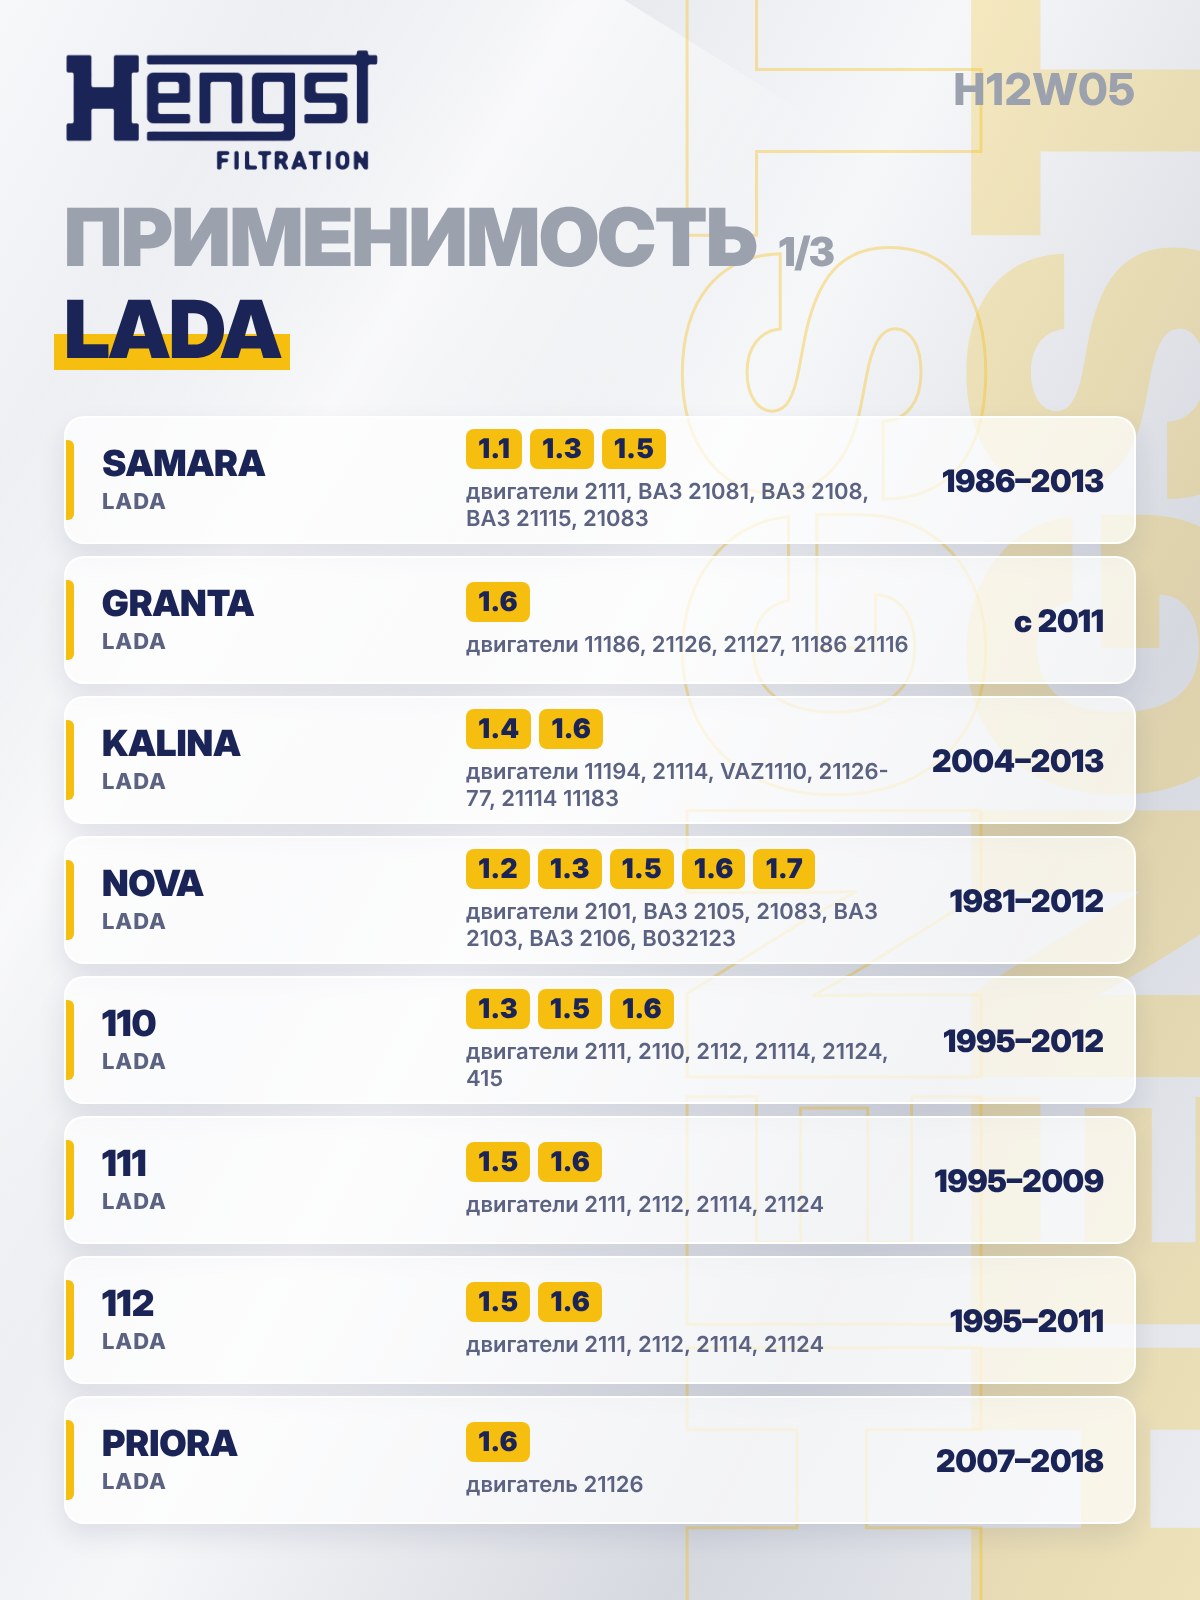 Hengst
FILTRATION
H12W05
ПРИМЕНИМОСТЬ 1/3
LADA
SAMARA
LADA
1.1 1.3 1.5
двигатели 2111, ВАЗ 21081, ВАЗ 2108,
ВАЗ 21115, 21083
1986–2013
GRANTA
LADA
1.6
двигатели 11186, 21126, 21127, 11186 21116
с 2011
KALINA
LADA
1.4 1.6
двигатели 11194, 21114, VAZ1110, 21126-
77, 21114 11183
2004–2013
NOVA
LADA
1.2 1.3 1.5 1.6 1.7
двигатели 2101, ВАЗ 2105, 21083, ВАЗ
2103, ВАЗ 2106, B032123
1981–2012
110
LADA
1.3 1.5 1.6
двигатели 2111, 2110, 2112, 21114, 21124,
415
1995–2012
111
LADA
1.5 1.6
двигатели 2111, 2112, 21114, 21124
1995–2009
112
LADA
1.5 1.6
двигатели 2111, 2112, 21114, 21124
1995–2011
PRIORA
LADA
1.6
двигатель 21126
2007–2018
HENGST